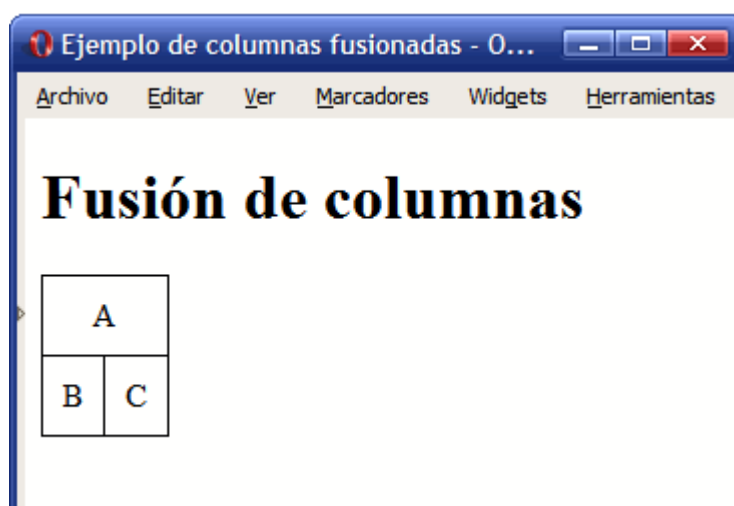 Ejemplo de columnas fusionadas - O...
Archivo Editar Ver Marcadores Widgets Herramientas
Fusión de columnas
A
B C